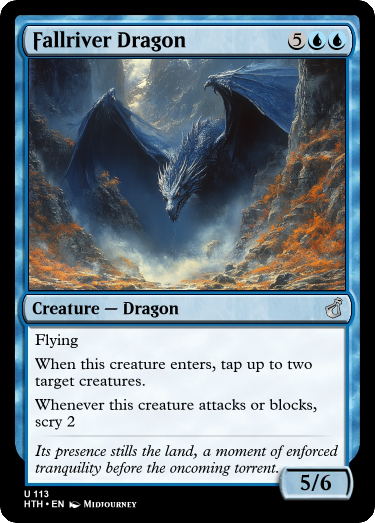 Fallriver Dragon 5
Creature — Dragon
Flying
When this creature enters, tap up to two
target creatures.
Whenever this creature attacks or blocks,
scry 2
Its presence stills the land, a moment of enforced
tranquility before the oncoming torrent.
5/6
U 113
HTH • EN Midjourney